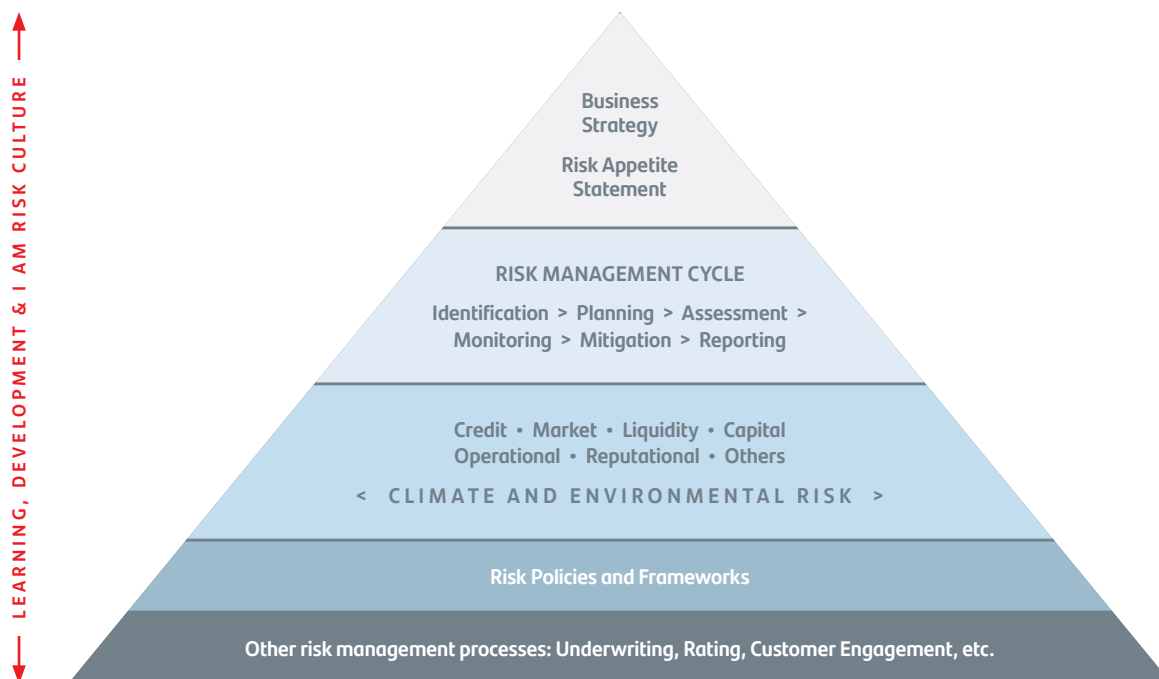 LEARNING, DEVELOPMENT & I AM RISK CULTURE
Business
Strategy
Risk Appetite
Statement
RISK MANAGEMENT CYCLE
Identification > Planning > Assessment >
Monitoring > Mitigation > Reporting
Credit • Market • Liquidity • Capital
Operational • Reputational • Others
< CLIMATE AND ENVIRONMENTAL RISK >
Risk Policies and Frameworks
Other risk management processes: Underwriting, Rating, Customer Engagement, etc.